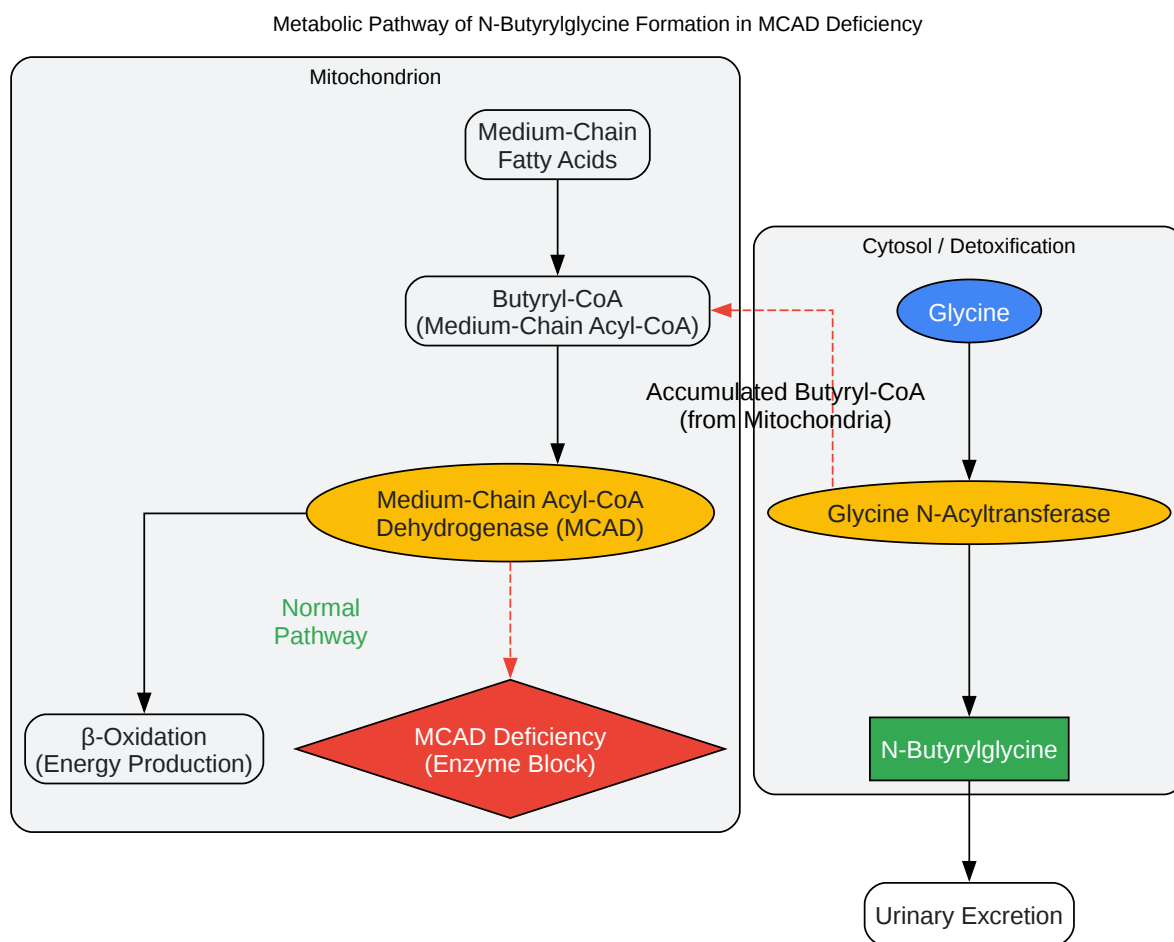 Metabolic Pathway of N-Butyrylglycine Formation in MCAD Deficiency
Mitochondrion
Medium-Chain
Fatty Acids
Cytosol / Detoxification
Butyryl-CoA
(Medium-Chain Acyl-CoA)
Glycine
Accumulated Butyryl-CoA
(from Mitochondria)
Medium-Chain Acyl-CoA
Dehydrogenase (MCAD)
Glycine N-Acyltransferase
Normal
Pathway
β-Oxidation
(Energy Production)
MCAD Deficiency
(Enzyme Block)
N-Butyrylglycine
Urinary Excretion